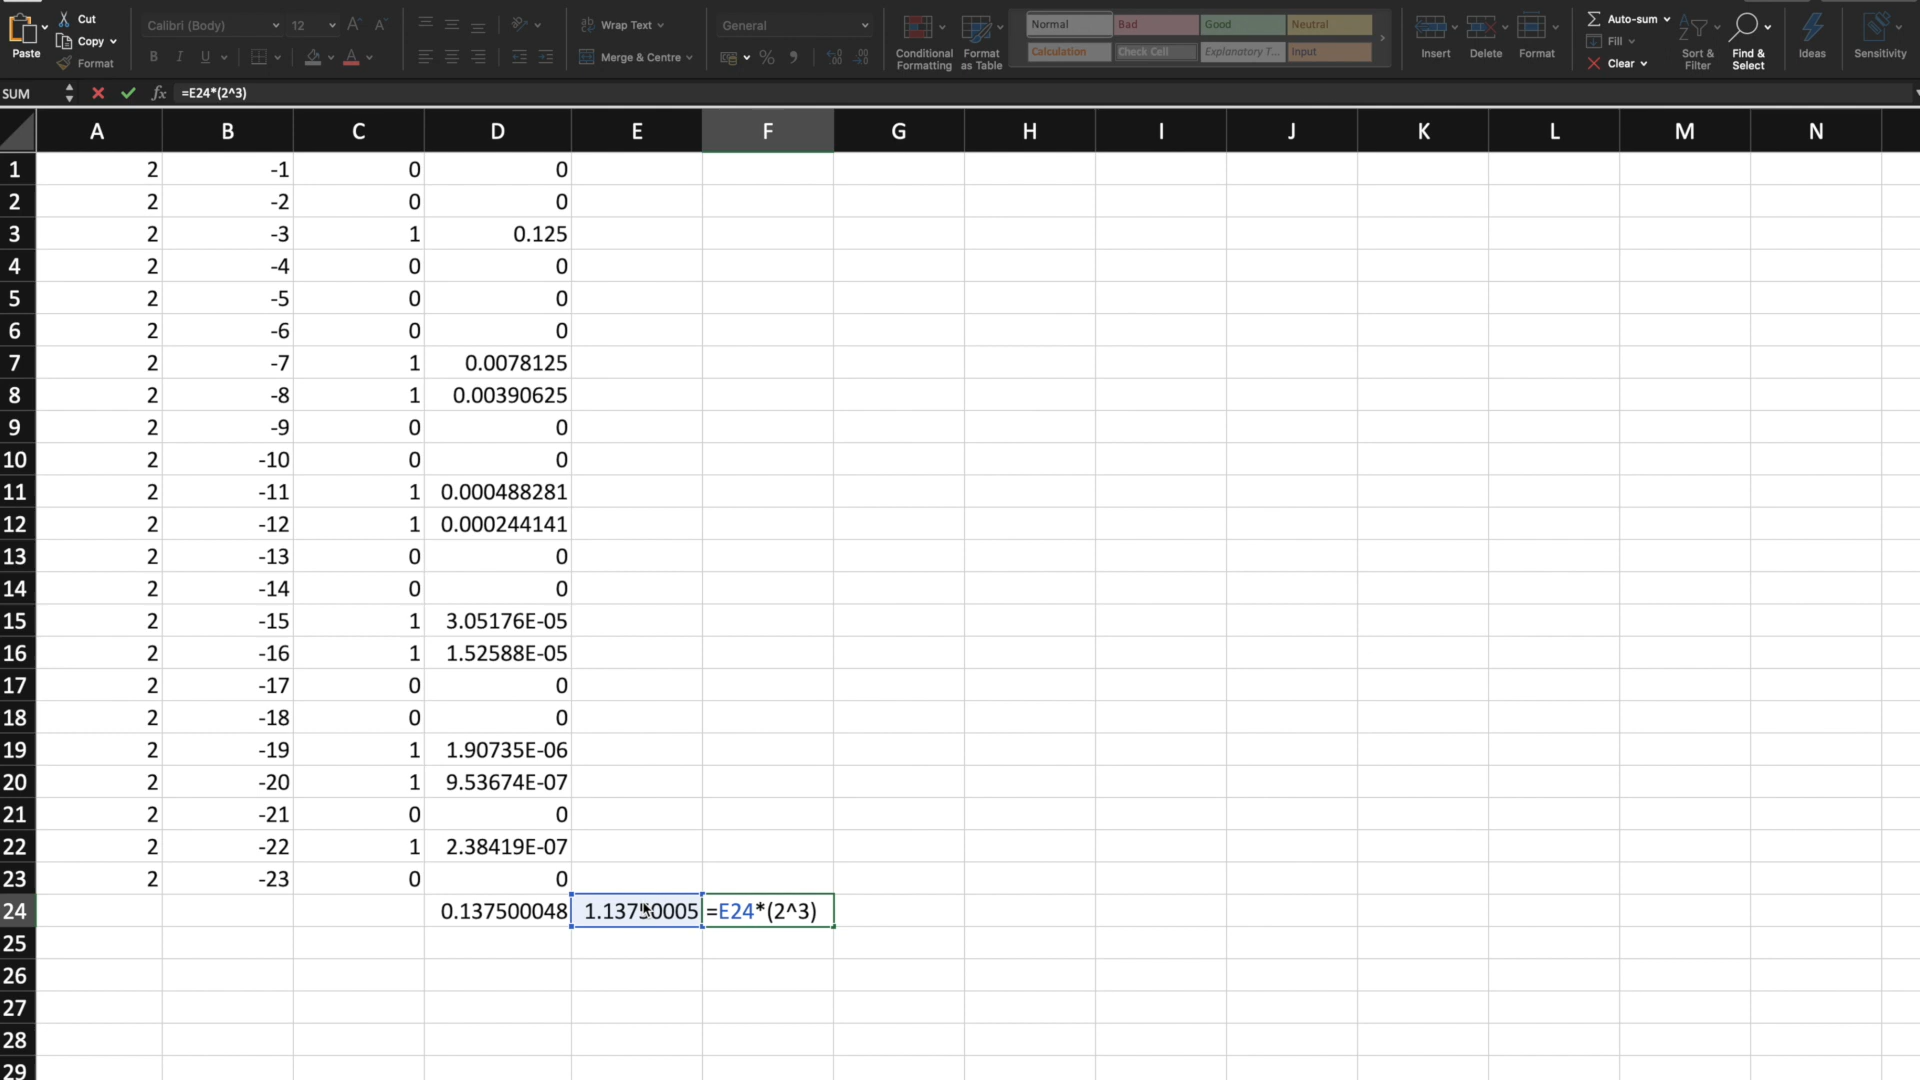 Paste
Cut
Copy
Format
Calibri (Body)
12
A^ A
B I U A
ab Wrap Text
Merge & Centre
General
% ,
Conditional Formatting
Format as Table
Normal
Bad
Good
Neutral
Calculation
Check Cell
Explanatory T...
Input
Insert
Delete
Format
Auto-sum
Fill
Clear
Sort & Filter
Find & Select
Ideas
Sensitivity
SUM fx =E24*(2^3)
A B C D E F G H I J K L M N
1 2 -1 0 0
2 2 -2 0 0
3 2 -3 1 0.125
4 2 -4 0 0
5 2 -5 0 0
6 2 -6 0 0
7 2 -7 1 0.0078125
8 2 -8 1 0.00390625
9 2 -9 0 0
10 2 -10 0 0
11 2 -11 1 0.000488281
12 2 -12 1 0.000244141
13 2 -13 0 0
14 2 -14 0 0
15 2 -15 1 3.05176E-05
16 2 -16 1 1.52588E-05
17 2 -17 0 0
18 2 -18 0 0
19 2 -19 1 1.90735E-06
20 2 -20 1 9.53674E-07
21 2 -21 0 0
22 2 -22 1 2.38419E-07
23 2 -23 0 0
24 0.137500048 1.13750005 =E24*(2^3)
25
26
27
28
29